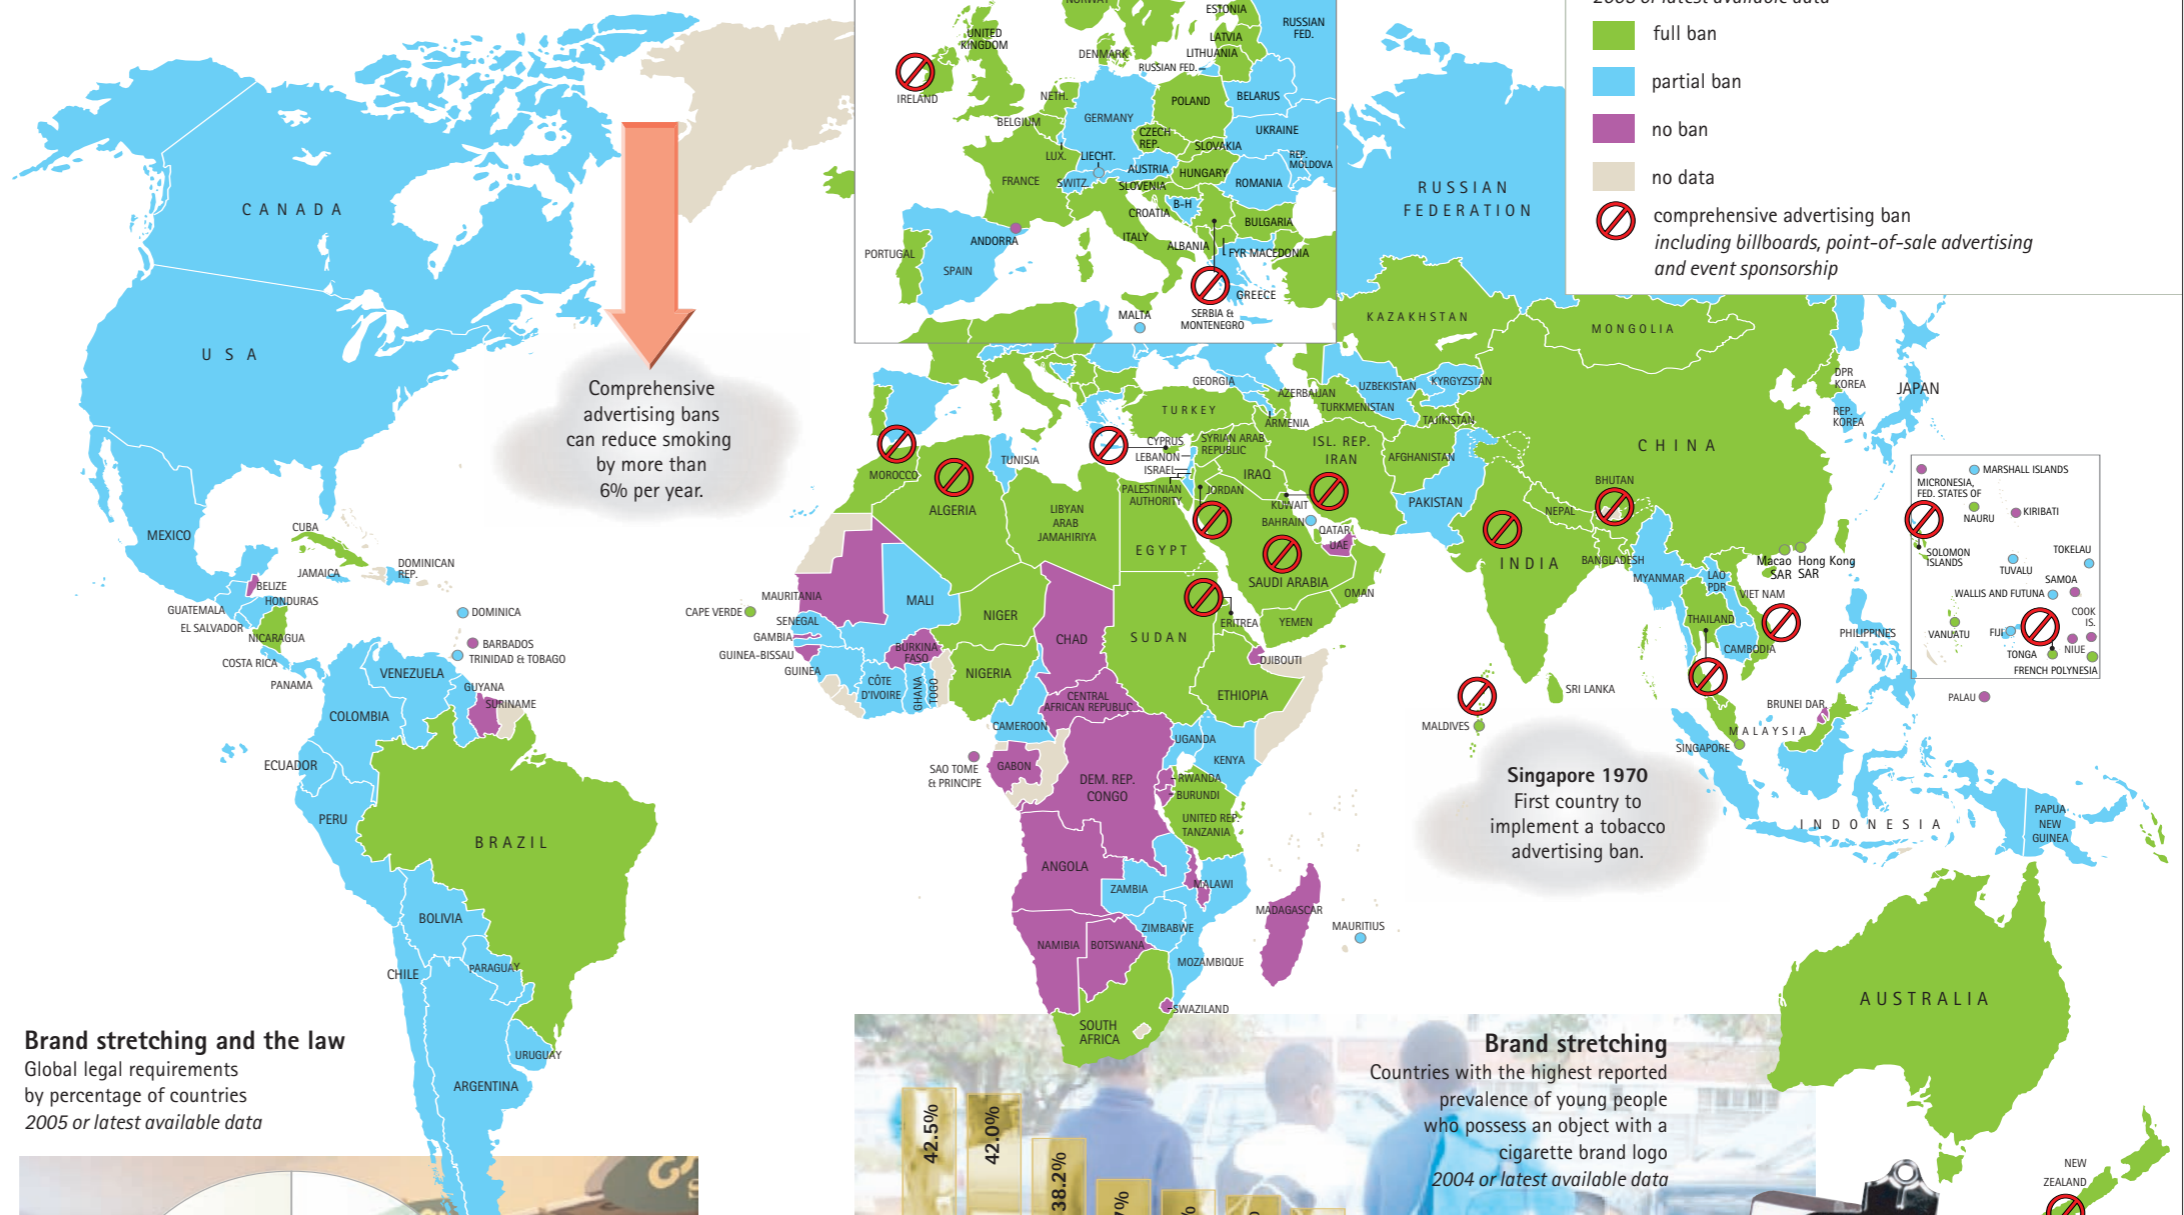 2005 or latest available data
full ban
partial ban
no ban
no data
comprehensive advertising ban
including billboards, point-of-sale advertising
and event sponsorship
NORWAY
ESTONIA
RUSSIAN
FED.
LATVIA
UNITED
KINGDOM
DENMARK
LITHUANIA
RUSSIAN FED.
IRELAND
NETH.
POLAND
BELARUS
BELGIUM
GERMANY
CZECH
REP.
UKRAINE
SLOVAKIA
LUX.
LIECHT.
REP.
MOLDOVA
AUSTRIA
HUNGARY
FRANCE
SWITZ.
SLOVENIA
ROMANIA
B-H
CROATIA
BULGARIA
ITALY
ANDORRA
ALBANIA
FYR MACEDONIA
PORTUGAL
SPAIN
GREECE
MALTA
SERBIA &
MONTENEGRO
CANADA
USA
Comprehensive
advertising bans
can reduce smoking
by more than
6% per year.
MEXICO
CUBA
JAMAICA
DOMINICAN
REP.
BELIZE
HONDURAS
GUATEMALA
EL SALVADOR
NICARAGUA
COSTA RICA
PANAMA
DOMINICA
BARBADOS
TRINIDAD & TOBAGO
VENEZUELA
GUYANA
SURINAME
COLOMBIA
ECUADOR
PERU
BRAZIL
BOLIVIA
CHILE
PARAGUAY
URUGUAY
ARGENTINA
RUSSIAN
FEDERATION
KAZAKHSTAN
MONGOLIA
GEORGIA
AZERBAIJAN
UZBEKISTAN
KYRGYZSTAN
TURKEY
TURKMENISTAN
ARMENIA
TAJIKISTAN
DPR
KOREA
JAPAN
REP.
KOREA
CYPRUS
SYRIAN ARAB
REPUBLIC
LEBANON
ISRAEL
ISL. REP.
IRAN
AFGHANISTAN
CHINA
IRAQ
PALESTINIAN
AUTHORITY
JORDAN
KUWAIT
PAKISTAN
BHUTAN
NEPAL
BAHRAIN
QATAR
UAE
MOROCCO
TUNISIA
ALGERIA
LIBYAN
ARAB
JAMAHIRIYA
EGYPT
SAUDI ARABIA
OMAN
INDIA
BANGLADESH
MYANMAR
LAO
PDR
Macao
SAR
Hong Kong
SAR
VIET NAM
THAILAND
CAMBODIA
PHILIPPINES
MAURITANIA
MALI
CAPE VERDE
SENEGAL
GAMBIA
GUINEA-BISSAU
GUINEA
NIGER
CHAD
SUDAN
ERITREA
YEMEN
BURKINA
FASO
DJIBOUTI
CÔTE
D'IVOIRE
GHANA
TOGO
NIGERIA
ETHIOPIA
CENTRAL
AFRICAN REPUBLIC
CAMEROON
UGANDA
KENYA
SAO TOME
& PRINCIPE
GABON
DEM. REP.
CONGO
RWANDA
BURUNDI
UNITED REP.
TANZANIA
ANGOLA
ZAMBIA
MALAWI
MADAGASCAR
ZIMBABWE
MAURITIUS
NAMIBIA
BOTSWANA
MOZAMBIQUE
SWAZILAND
SOUTH
AFRICA
SRI LANKA
MALDIVES
BRUNEI DAR.
MALAYSIA
SINGAPORE
Singapore 1970
First country to
implement a tobacco
advertising ban.
INDONESIA
PAPUA
NEW
GUINEA
PALAU
MARSHALL ISLANDS
MICRONESIA,
FED. STATES OF
NAURU
KIRIBATI
SOLOMON
ISLANDS
TOKELAU
TUVALU
SAMOA
WALLIS AND FUTUNA
COOK
IS.
VANUATU
FIJI
TONGA
NIUE
FRENCH POLYNESIA
AUSTRALIA
NEW
ZEALAND
Brand stretching and the law
Global legal requirements
by percentage of countries
2005 or latest available data
Brand stretching
Countries with the highest reported
prevalence of young people
who possess an object with a
cigarette brand logo
2004 or latest available data
42.5%
42.0%
38.2%